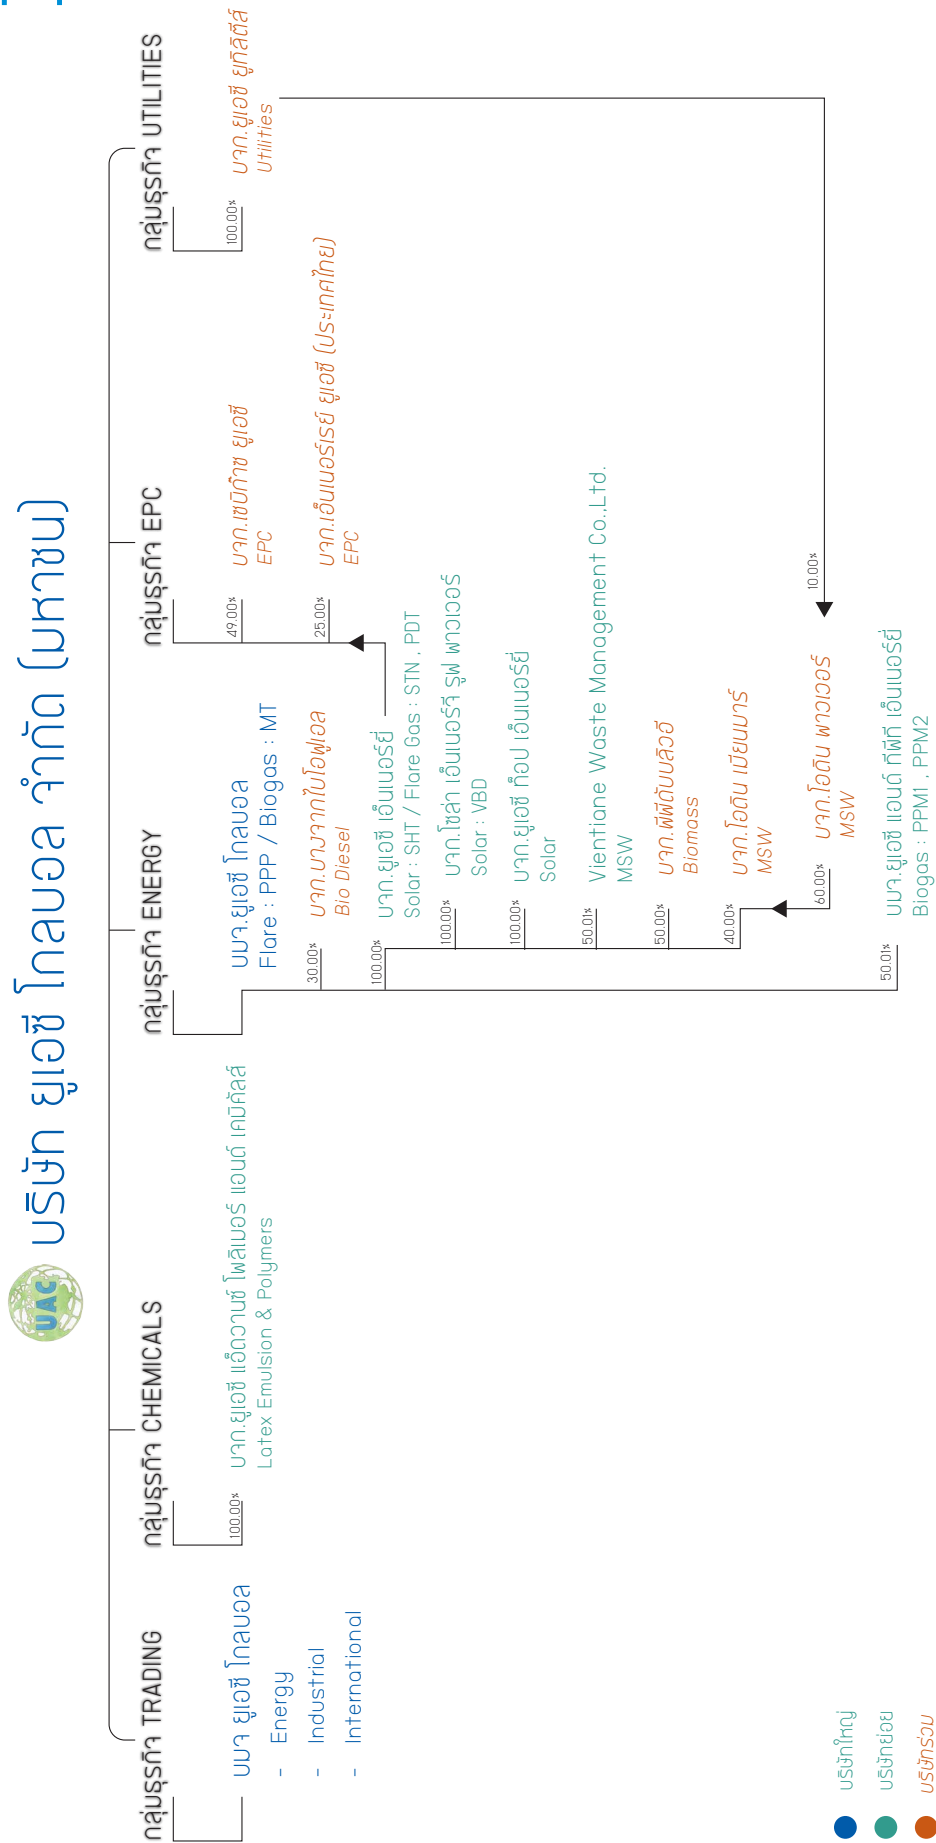 UAC
บริษัท ยูเอซี โกลบอล จำกัด (มหาชน)
กลุ่มธุรกิจ TRADING
บมจ ยูเอซี โกลบอล
- Energy
- Industrial
- International
กลุ่มธุรกิจ CHEMICALS
100.00%
บจก.ยูเอซี แอ็ดวานซ์ โพลิเมอร์ แอนด์ เคมิคัลส์
Latex Emulsion & Polymers
กลุ่มธุรกิจ ENERGY
บมจ.ยูเอซี โกลบอล
Flare : PPP / Biogas : MT
30.00%
บจก.บางจากไบโอฟูเอล
Bio Diesel
100.00%
บจก.ยูเอซี เอ็นเนอร์ยี่
Solar : SHT / Flare Gas : STN , PDT
100.00%
บจก.โซล่า เอ็นเนอร์จี รูฟ พาวเวอร์
Solar : VBD
100.00%
บจก.ยูเอซี ท็อป เอ็นเนอร์ยี่
Solar
50.01%
Vientiane Waste Management Co.,Ltd.
MSW
50.00%
บจก.พีพีดับบลิวอี
Biomass
40.00%
บจก.โอดิน เมียนมาร์
MSW
60.00%
บจก.โอดิน พาวเวอร์
MSW
50.01%
บมจ.ยูเอซี แอนด์ ทีพีที เอ็นเนอร์ยี่
Biogas : PPM1 , PPM2
กลุ่มธุรกิจ EPC
49.00%
บจก.เซบิก๊าซ ยูเอซี
EPC
25.00%
บจก.เอ็นเนอร์เรย์ ยูเอซี (ประเทศไทย)
EPC
กลุ่มธุรกิจ UTILITIES
100.00%
บจก.ยูเอซี ยูทิลิตีส์
Utilities
10.00%
บริษัทใหญ่
บริษัทย่อย
บริษัทร่วม